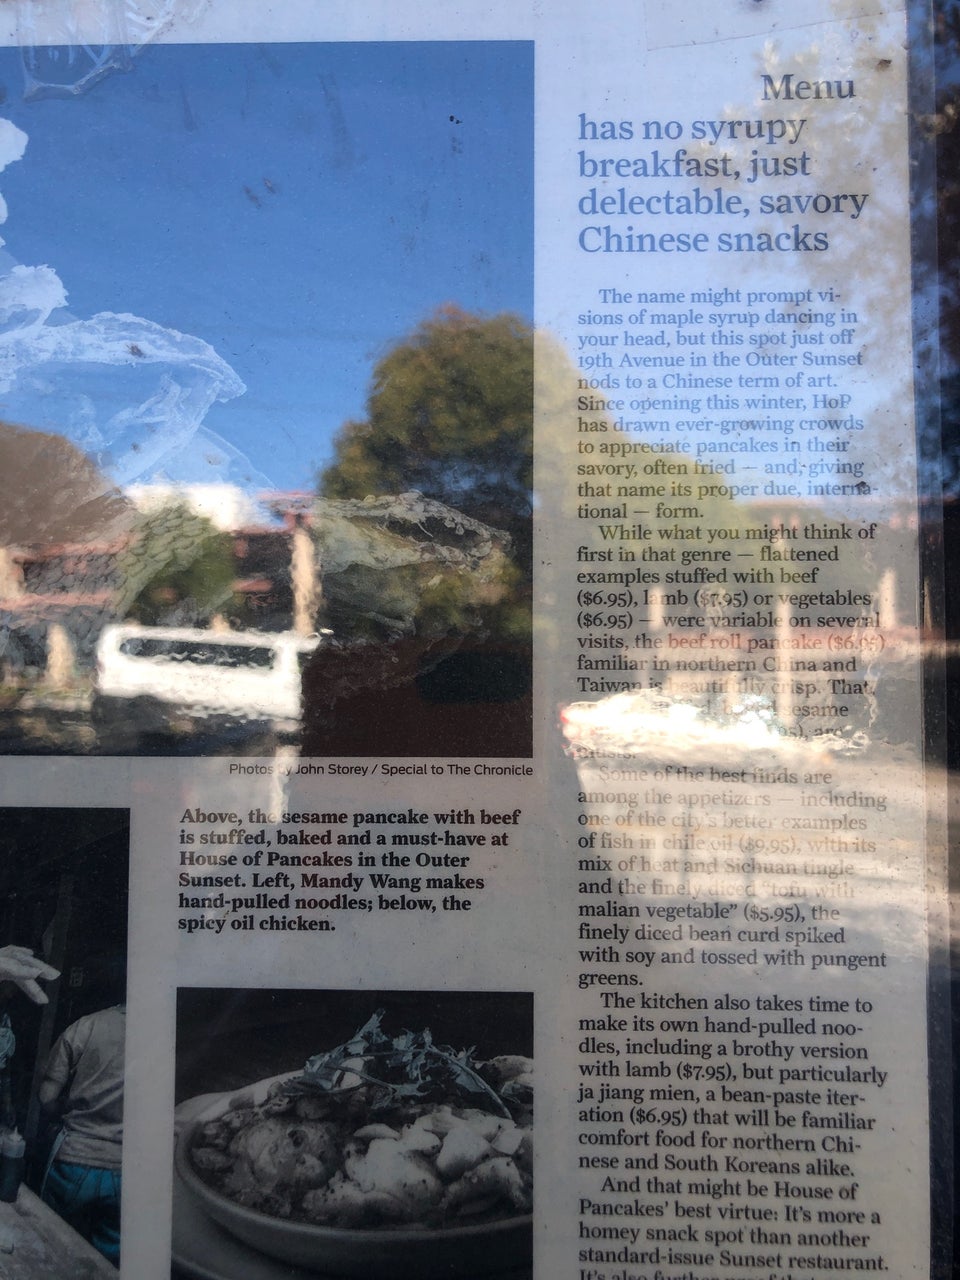 Menu
has no syrupy
breakfast, just
delectable, savory
Chinese snacks
The name might prompt vi-
sions of maple syrup dancing in
your head, but this spot just off
19th Avenue in the Outer Sunset
nods to a Chinese term of art.
Since opening this winter, HoP
has drawn ever-growing crowds
to appreciate pancakes in their
savory, often fried — and, giving
that name its proper due, interna-
tional — form.
While what you might think of
first in that genre — flattened
examples stuffed with beef
($6.95), lamb ($7.95) or vegetables
($6.95) — were variable on several
visits, the beef roll pancake ($6.95)
familiar in northern China and
Taiwan is beautifully crisp. That,
sesame
are
Some of the best finds are
among the appetizers — including
one of the city's better examples
of fish in chile oil ($9.95), with its
mix of heat and Sichuan tingle
and the finely diced "tofu with
malian vegetable" ($5.95), the
finely diced bean curd spiked
with soy and tossed with pungent
greens.
The kitchen also takes time to
make its own hand-pulled noo-
dles, including a brothy version
with lamb ($7.95), but particularly
ja jiang mien, a bean-paste iter-
ation ($6.95) that will be familiar
comfort food for northern Chi-
nese and South Koreans alike.
And that might be House of
Pancakes' best virtue: It's more a
homey snack spot than another
standard-issue Sunset restaurant.
It's also further
Photos by John Storey / Special to The Chronicle
Above, the sesame pancake with beef
is stuffed, baked and a must-have at
House of Pancakes in the Outer
Sunset. Left, Mandy Wang makes
hand-pulled noodles; below, the
spicy oil chicken.